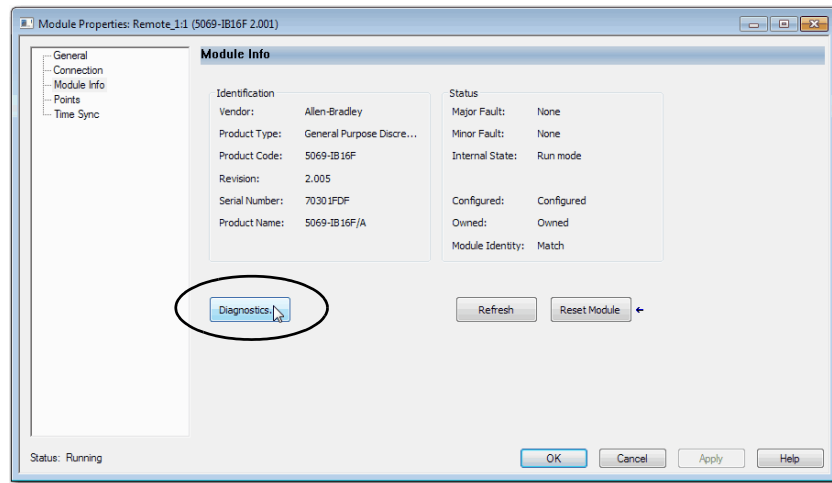 Module Properties: Remote_1:1 (5069-IB16F 2.001)
General
Connection
Module Info
Points
Time Sync
Module Info
Identification
Vendor: Allen-Bradley
Product Type: General Purpose Discre...
Product Code: 5069-IB16F
Revision: 2.005
Serial Number: 70301FDF
Product Name: 5069-IB16F/A
Status
Major Fault: None
Minor Fault: None
Internal State: Run mode
Configured: Configured
Owned: Owned
Module Identity: Match
Diagnostics.
Refresh
Reset Module
Status: Running
OK
Cancel
Apply
Help